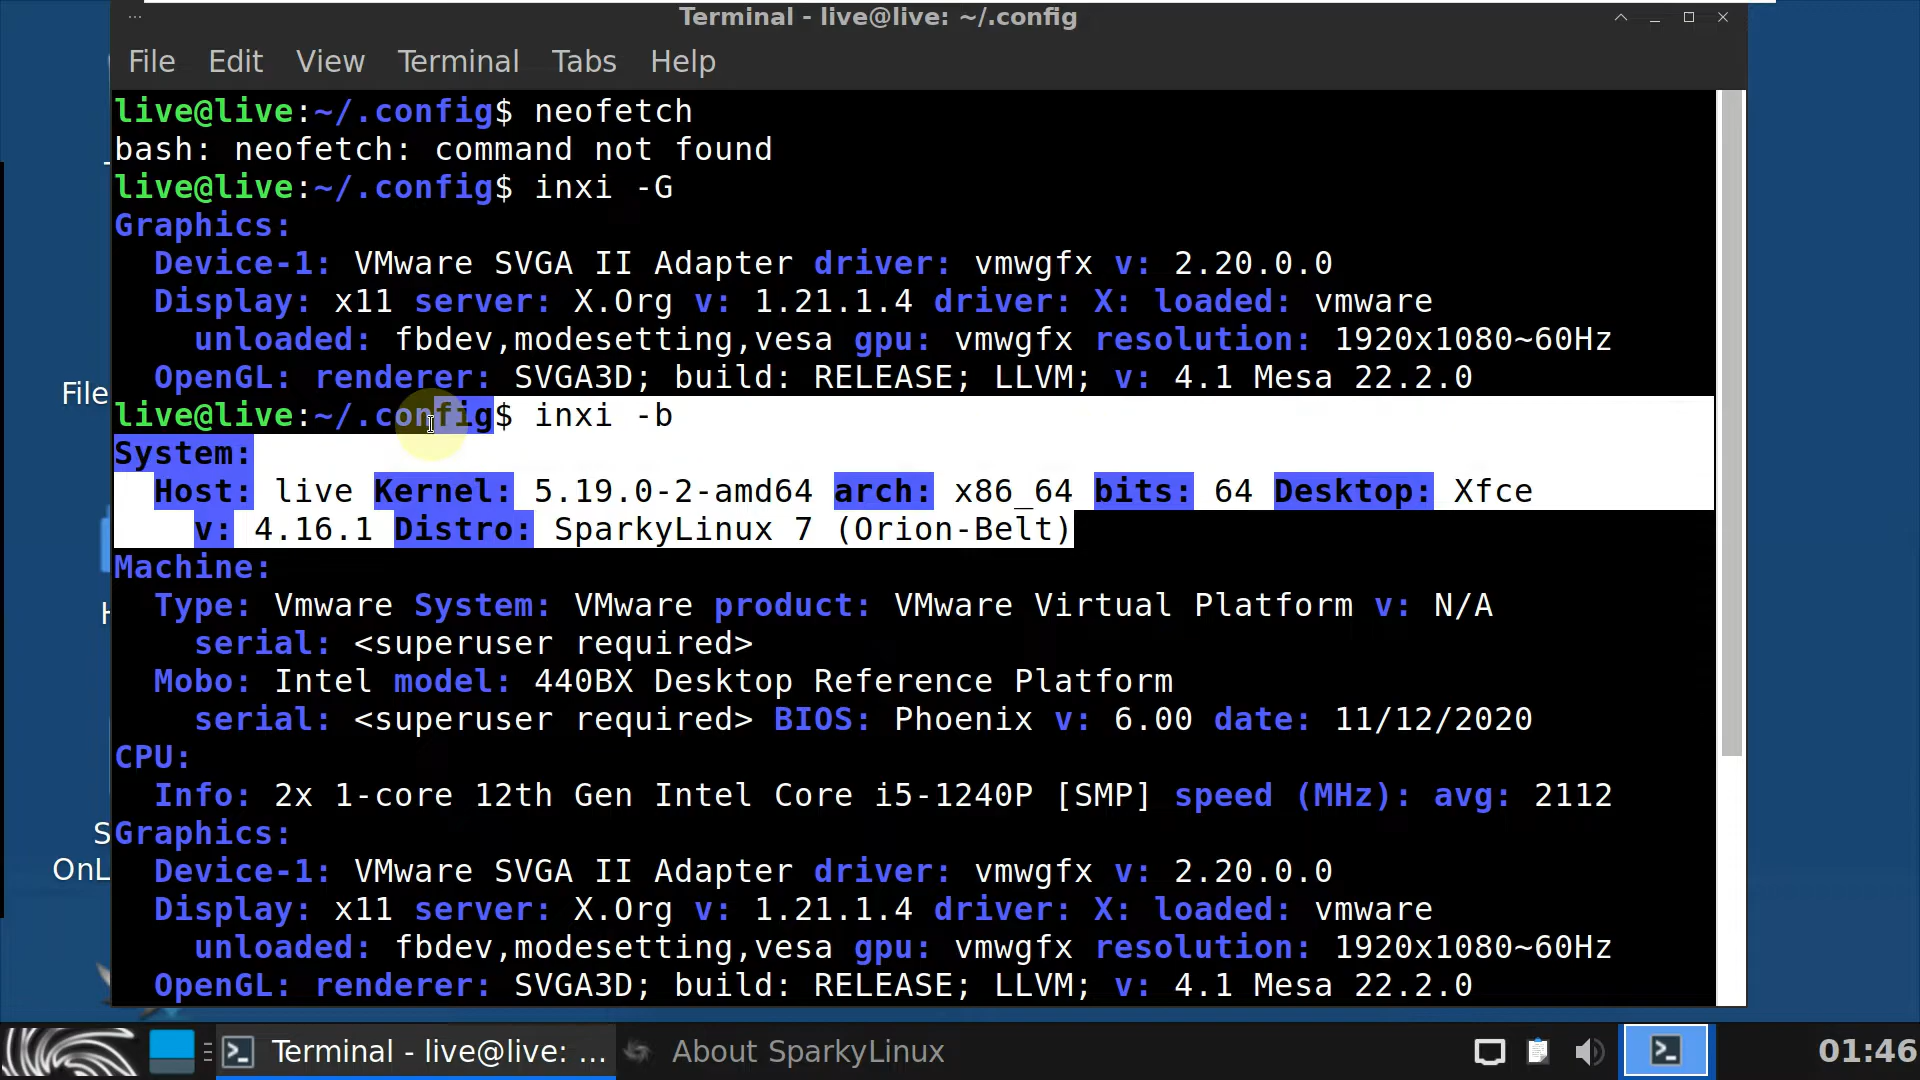 Terminal - live@live: ~/.config
File Edit View Terminal Tabs Help
live@live:~/.config$ neofetch
bash: neofetch: command not found
live@live:~/.config$ inxi -G
Graphics:
Device-1: VMware SVGA II Adapter driver: vmwgfx v: 2.20.0.0
Display: x11 server: X.Org v: 1.21.1.4 driver: X: loaded: vmware
unloaded: fbdev,modesetting,vesa gpu: vmwgfx resolution: 1920x1080~60Hz
OpenGL: renderer: SVGA3D; build: RELEASE; LLVM; v: 4.1 Mesa 22.2.0
live@live:~/.config$ inxi -b
System:
Host: live Kernel: 5.19.0-2-amd64 arch: x86_64 bits: 64 Desktop: Xfce
v: 4.16.1 Distro: SparkyLinux 7 (Orion-Belt)
Machine:
Type: Vmware System: VMware product: VMware Virtual Platform v: N/A
serial: <superuser required>
Mobo: Intel model: 440BX Desktop Reference Platform
serial: <superuser required> BIOS: Phoenix v: 6.00 date: 11/12/2020
CPU:
Info: 2x 1-core 12th Gen Intel Core i5-1240P [SMP] speed (MHz): avg: 2112
Graphics:
Device-1: VMware SVGA II Adapter driver: vmwgfx v: 2.20.0.0
Display: x11 server: X.Org v: 1.21.1.4 driver: X: loaded: vmware
unloaded: fbdev,modesetting,vesa gpu: vmwgfx resolution: 1920x1080~60Hz
OpenGL: renderer: SVGA3D; build: RELEASE; LLVM; v: 4.1 Mesa 22.2.0
File
OnL
Terminal - live@live: ...
About SparkyLinux
01:46